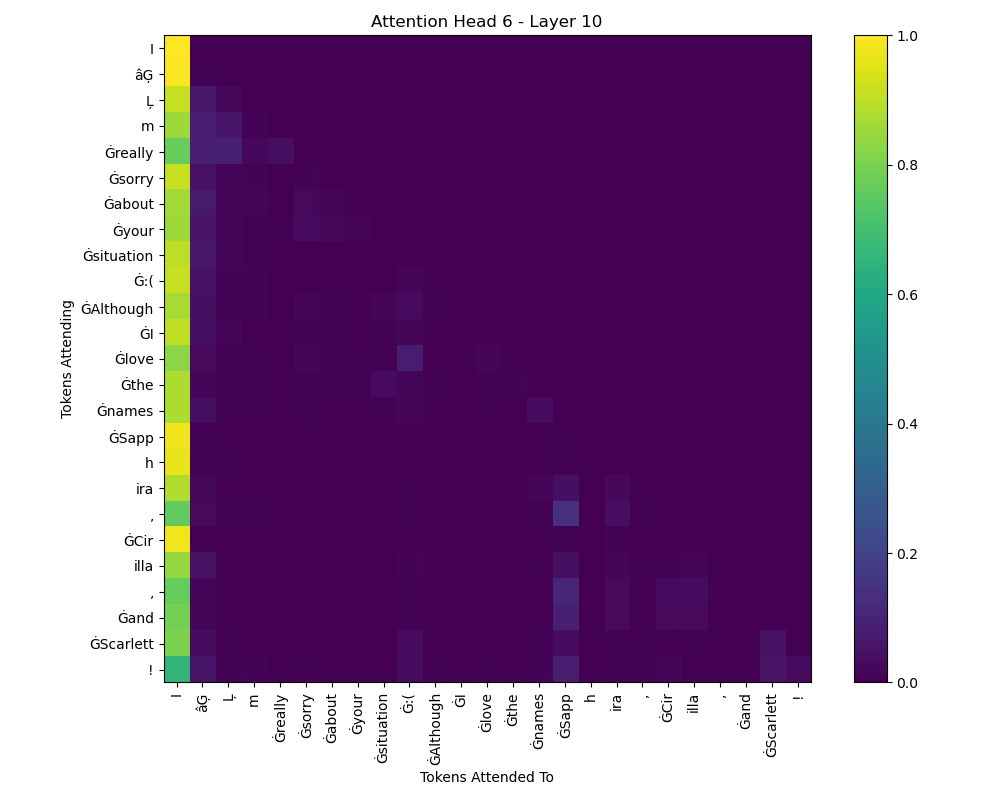 Attention Head 6 - Layer 10
Tokens Attending
I
âĢ
Ļ
m
Ġreally
Ġsorry
Ġabout
Ġyour
Ġsituation
Ġ:(
ĠAlthough
ĠI
Ġlove
Ġthe
Ġnames
ĠSapp
h
ira
,
ĠCir
illa
,
Ġand
ĠScarlett
!
I
âĢ
Ļ
m
Ġreally
Ġsorry
Ġabout
Ġyour
Ġsituation
Ġ:(
ĠAlthough
ĠI
Ġlove
Ġthe
Ġnames
ĠSapp
h
ira
,
ĠCir
illa
,
Ġand
ĠScarlett
!
Tokens Attended To
1.0
0.8
0.6
0.4
0.2
0.0